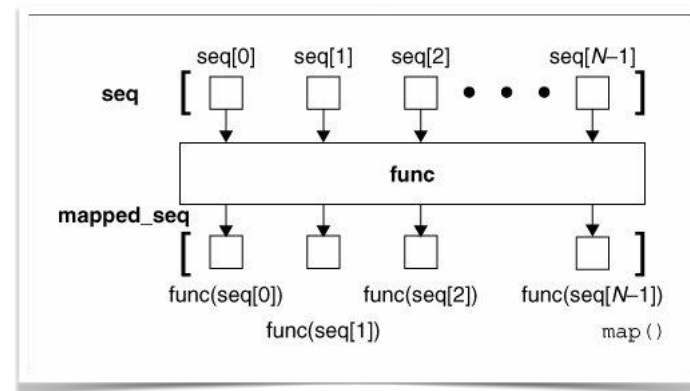 seq[0] seq[1] seq[2] seq[N–1]
seq [ • • • ]
func
mapped_seq
[ ]
func(seq[0]) func(seq[2]) func(seq[N–1])
func(seq[1]) map()